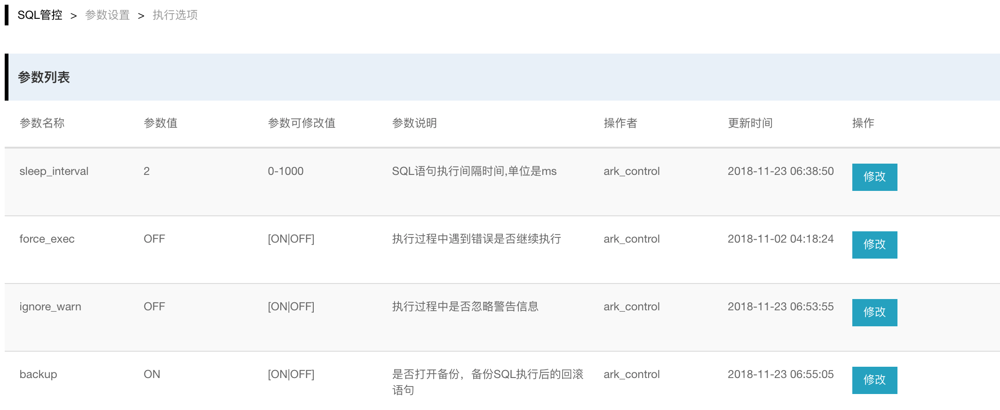 SQL管控 > 参数设置 > 执行选项
参数列表
参数名称 参数值 参数可修改值 参数说明 操作者 更新时间 操作
sleep_interval 2 0-1000 SQL语句执行间隔时间,单位是ms ark_control 2018-11-23 06:38:50 修改
force_exec OFF [ON|OFF] 执行过程中遇到错误是否继续执行 ark_control 2018-11-02 04:18:24 修改
ignore_warn OFF [ON|OFF] 执行过程中是否忽略警告信息 ark_control 2018-11-23 06:53:55 修改
backup ON [ON|OFF] 是否打开备份，备份SQL执行后的回滚 ark_control 2018-11-23 06:55:05 修改
语句